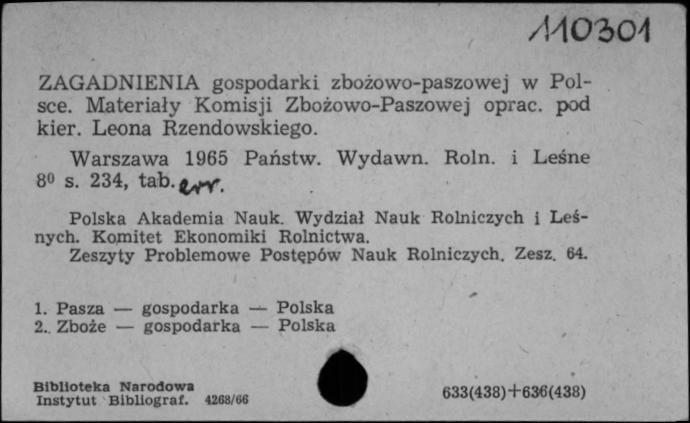 110301
ZAGADNIENIA gospodarki zbożowo-paszowej w Pol-
sce. Materiały Komisji Zbożowo-Paszowej oprac. pod
kier. Leona Rzendowskiego.
Warszawa 1965 Państw. Wydawn. Roln. i Leśne
8⁰ s. 234, tab. err.
Polska Akademia Nauk. Wydział Nauk Rolniczych i Leś-
nych. Komitet Ekonomiki Rolnictwa.
Zeszyty Problemowe Postępów Nauk Rolniczych. Zesz. 64.
1. Pasza — gospodarka — Polska
2. Zboże — gospodarka — Polska
Biblioteka Narodowa
Instytut Bibliograf. 4268/66
633(438)+636(438)